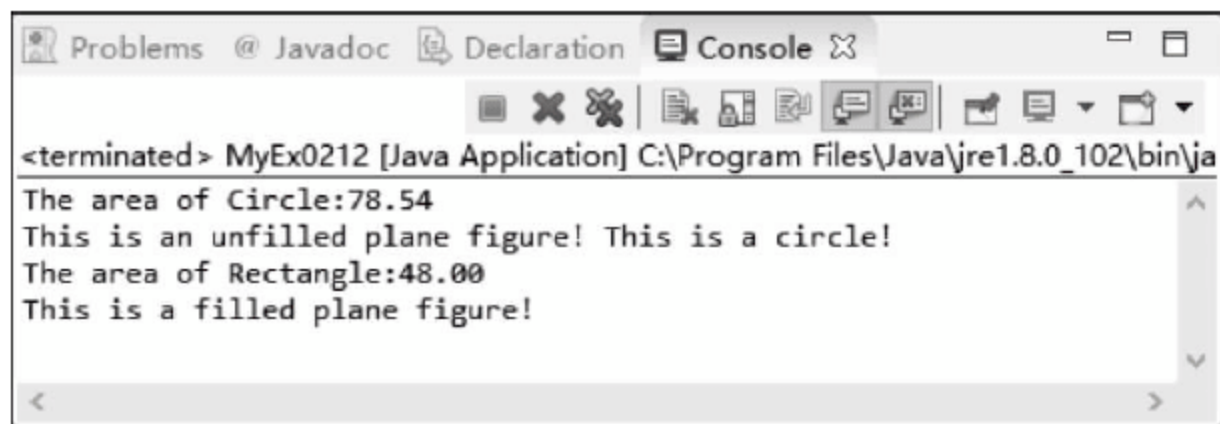 Problems @ Javadoc Declaration Console
<terminated> MyEx0212 [Java Application] C:\Program Files\Java\jre1.8.0_102\bin\ja
The area of Circle:78.54
This is an unfilled plane figure! This is a circle!
The area of Rectangle:48.00
This is a filled plane figure!